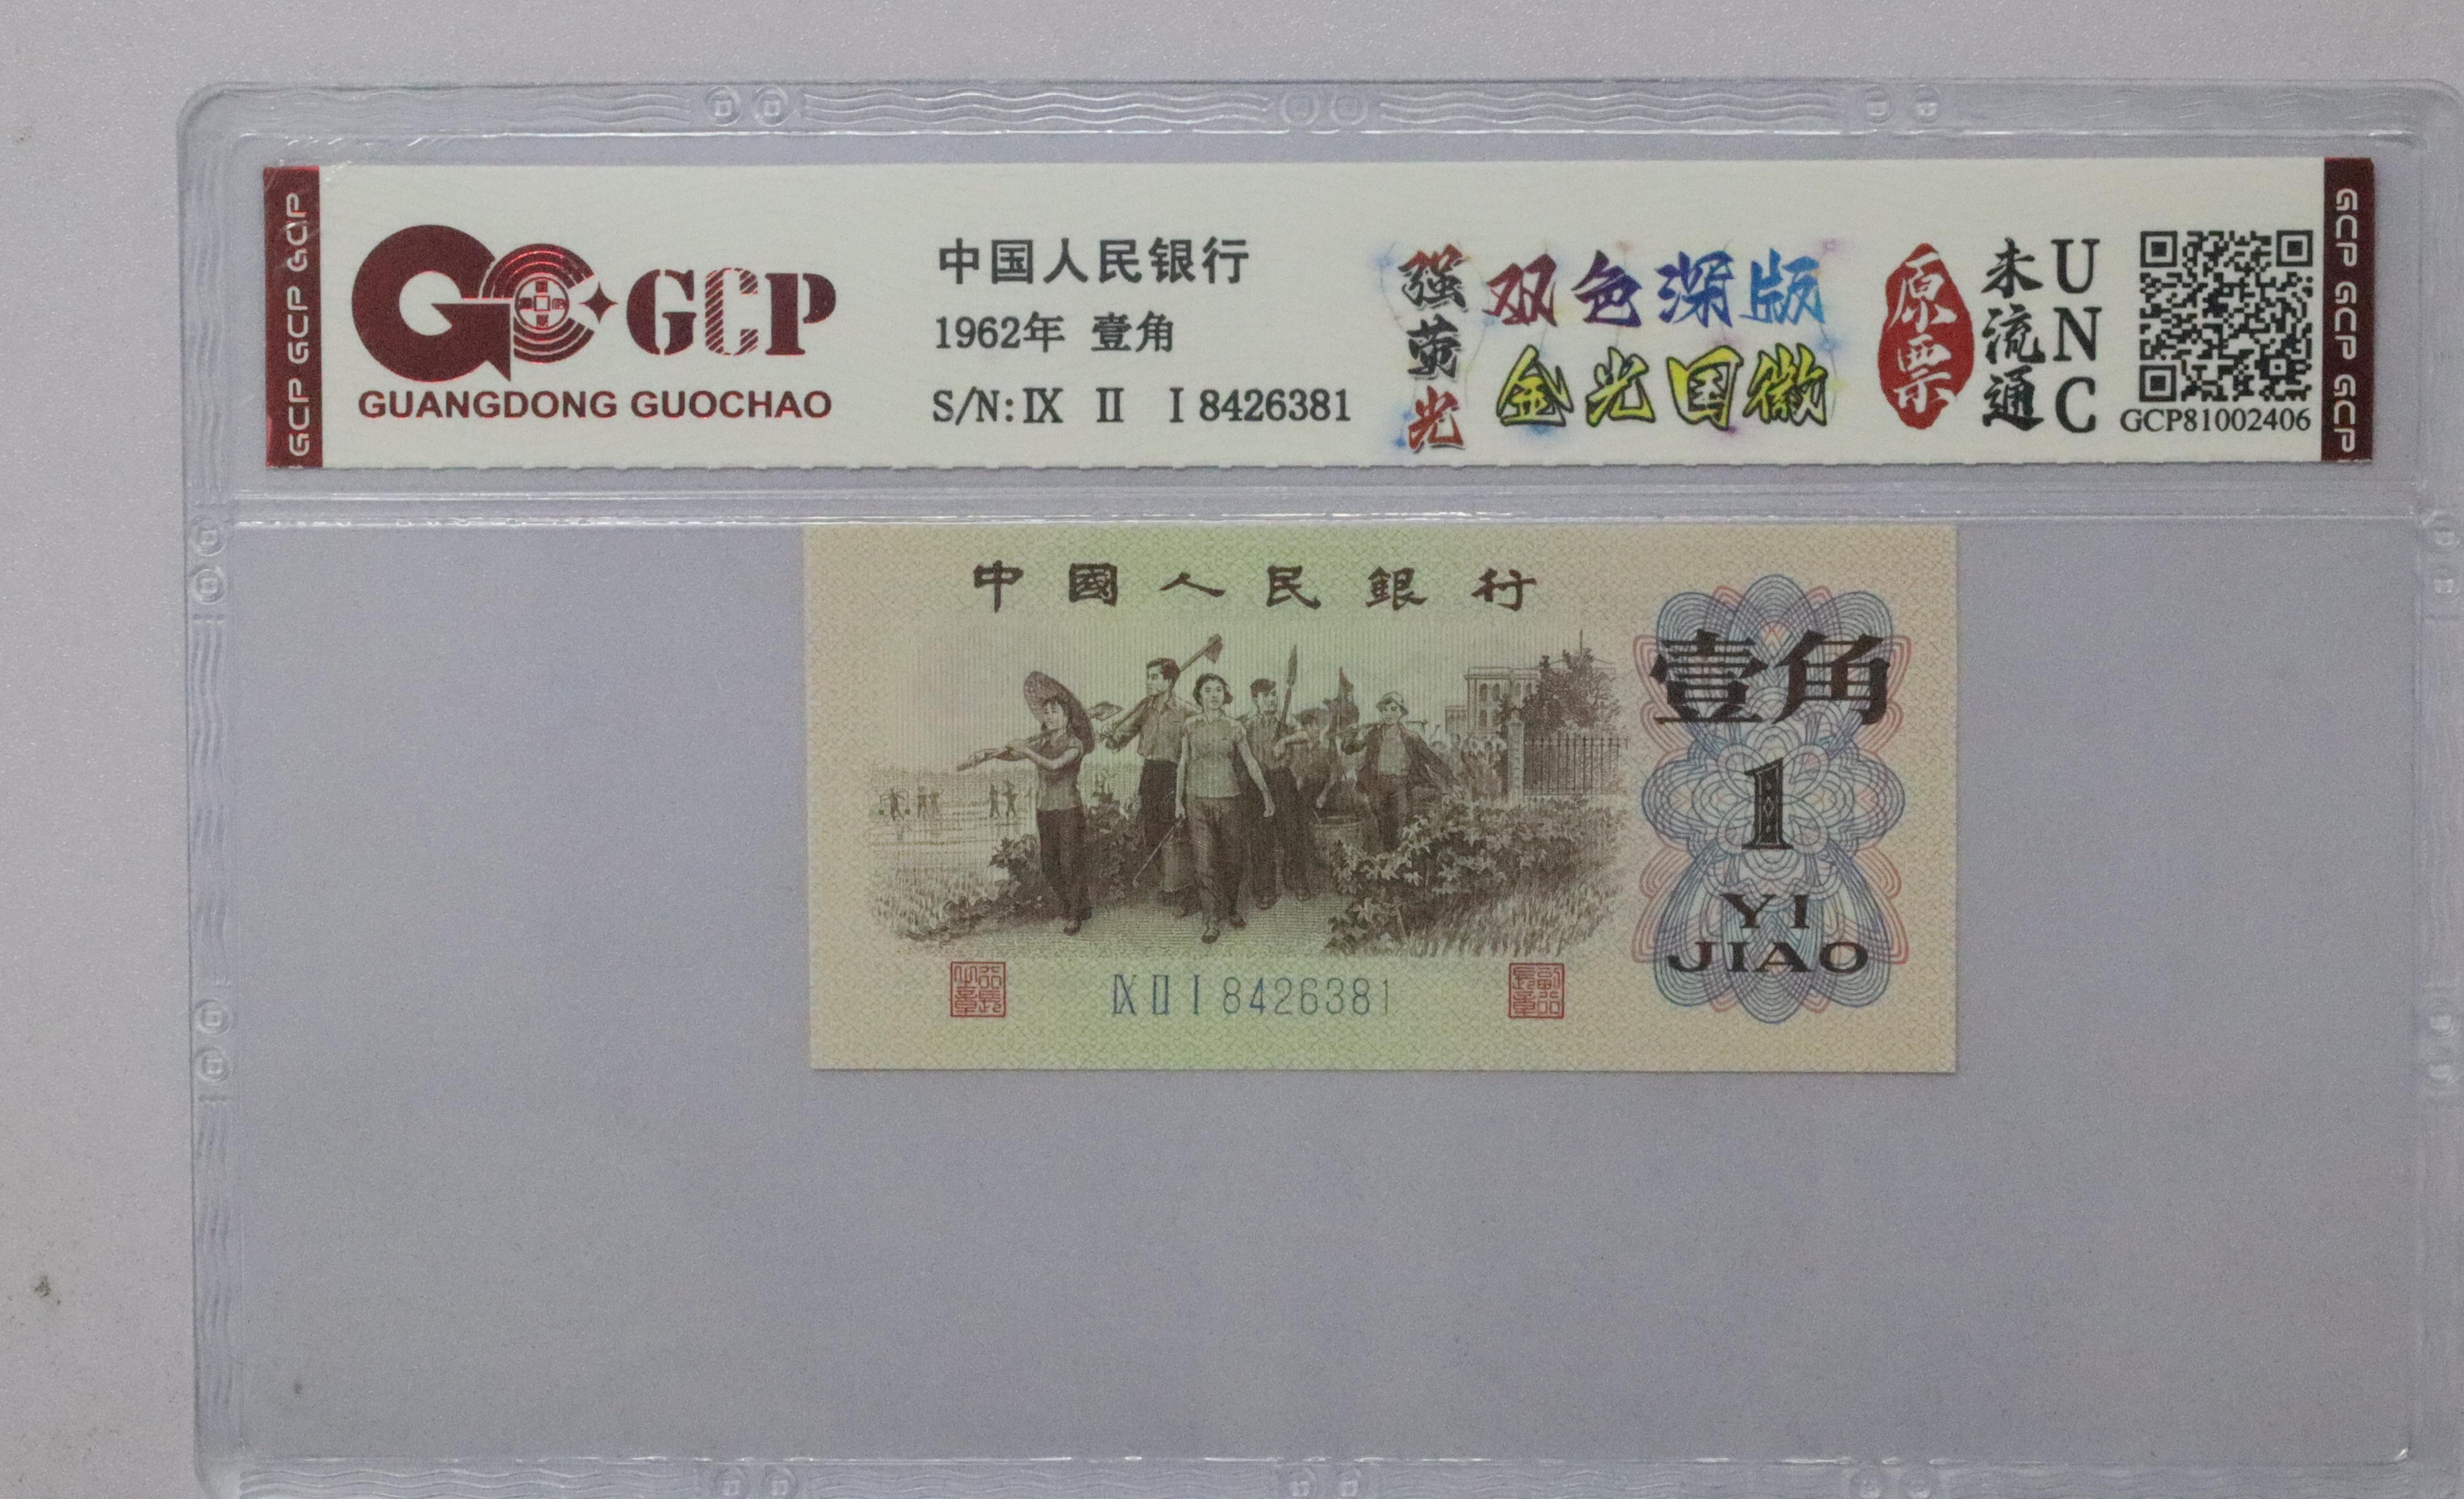 GCP GCP GCP
GCP
GUANGDONG GUOCHAO
中国人民银行
1962年 壹角
S/N: IX II I 8426381
强荧光
双色深版
金光国徽
原票
未流通
UNC
GCP81002406
GCP GCP GCP
中國人民銀行
壹角
1
YI
JIAO
IX II I 8426381